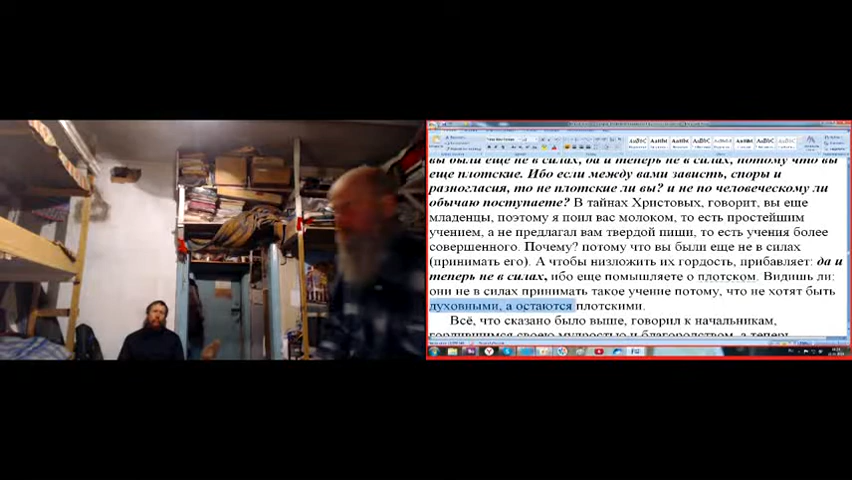 вы были еще не в силах, да и теперь не в силах, потому что вы
еще плотские. Ибо если между вами зависть, споры и
разногласия, то не плотские ли вы? и не по человеческому ли
обычаю поступаете? В тайнах Христовых, говорит, вы еще
младенцы, поэтому я поил вас молоком, то есть простейшим
учением, а не предлагал вам твердой пищи, то есть учения более
совершенного. Почему? потому что вы были еще не в силах
(принимать его). А чтобы низложить их гордость, прибавляет: да и
теперь не в силах, ибо еще помышляете о плотском. Видишь ли:
они не в силах принимать такое учение потому, что не хотят быть
духовными, а остаются плотскими.
Всё, что сказано было выше, говорил к начальникам,
гордившимся своею мудростью и благородством, а теперь